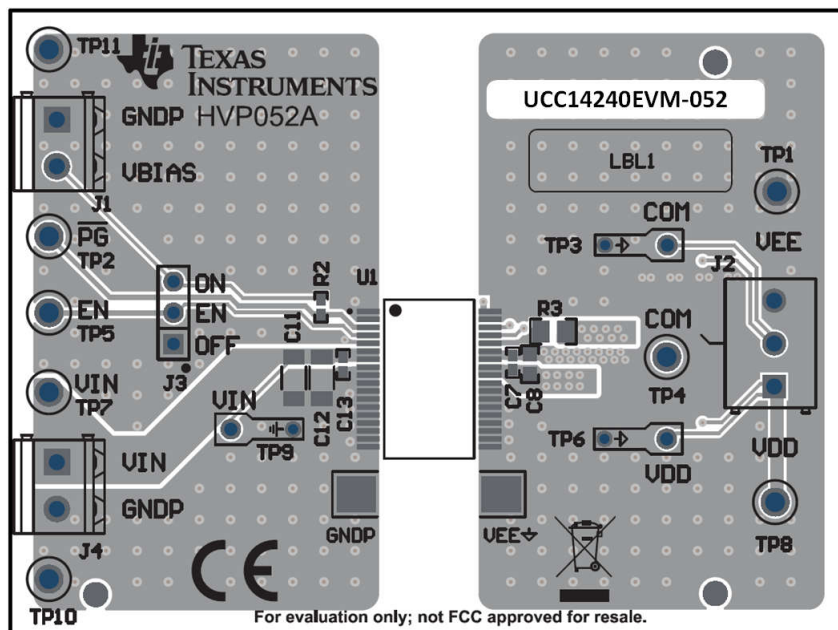 TP11
TEXAS
INSTRUMENTS
HVP052A
GNDP
VBIAS
J1
PG
TP2
EN
TP5
ON
EN
OFF
J3
VIN
TP7
VIN
TP9
VIN
GNDP
J4
TP10
R2
U1
C11
C12
C13
GNDP
UCC14240EVM-052
LBL1
TP1
VEE
COM
TP3
J2
R3
COM
TP4
C7
C8
TP6
VDD
VDD
TP8
VEE
CE
For evaluation only; not FCC approved for resale.